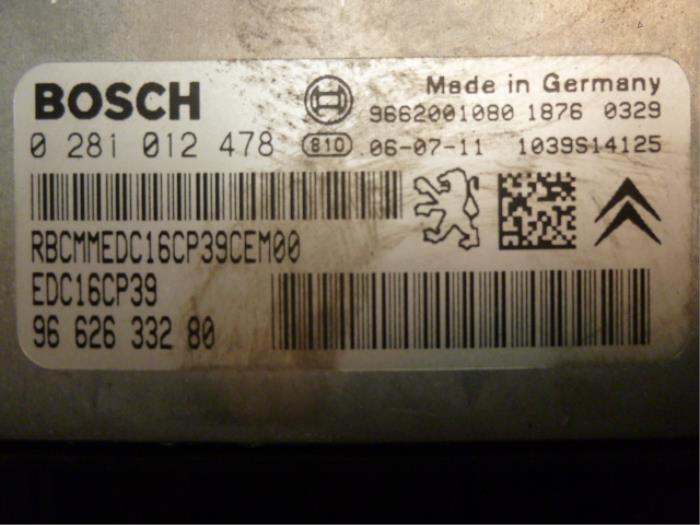 BOSCH
Made in Germany
9662001080 1876 0329
0 281 012 478 810 06-07-11 1039S14125
RBCMMEDC16CP39CEM00
EDC16CP39
96 626 332 80